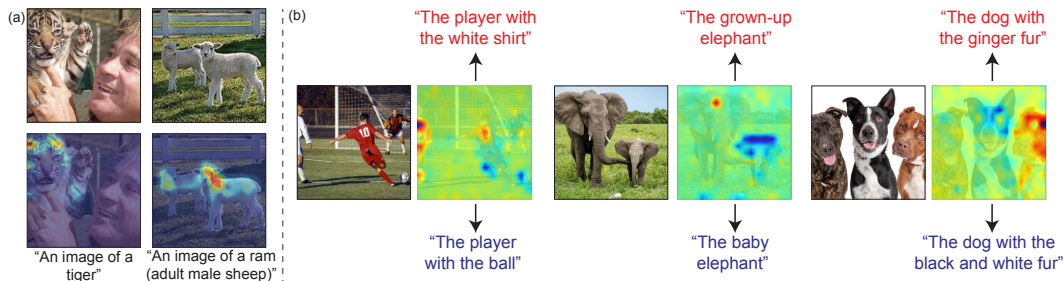 (a)
"An image of a
tiger"
"An image of a ram
(adult male sheep)"
(b)
"The player with
the white shirt"
"The grown-up
elephant"
"The dog with
the ginger fur"
10
"The player
with the ball"
"The baby
elephant"
"The dog with the
black and white fur"